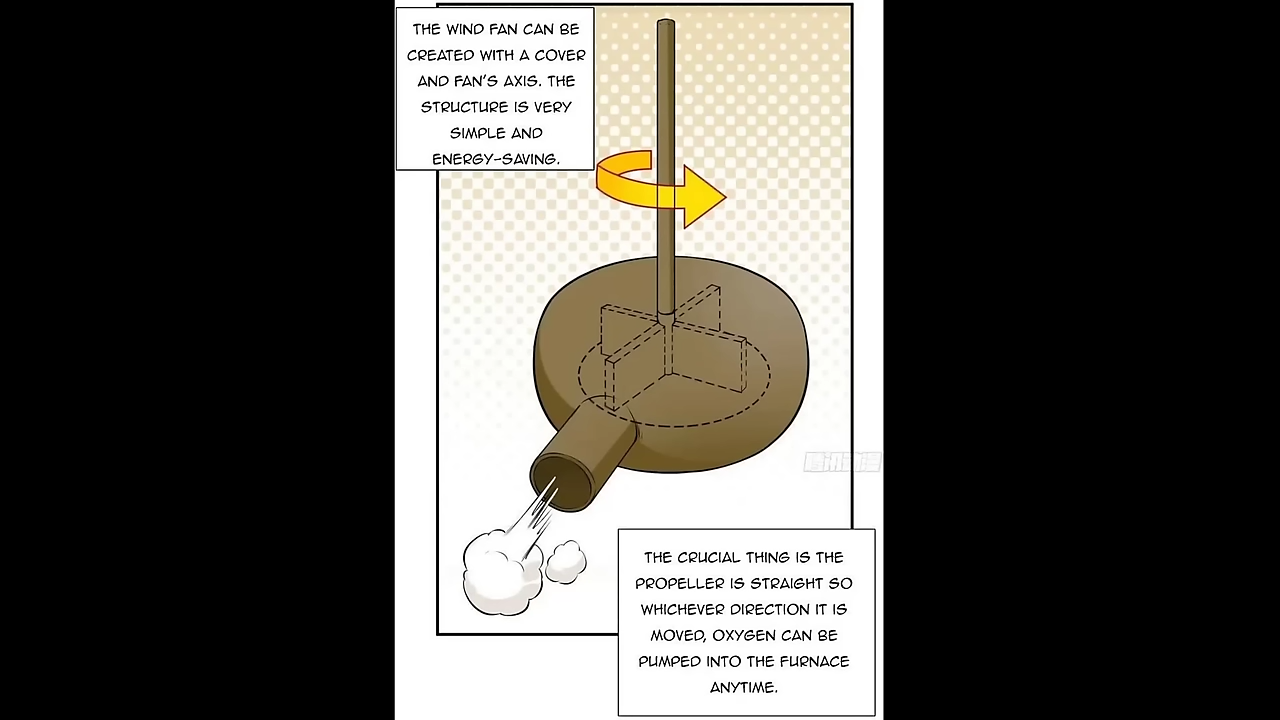 THE WIND FAN CAN BE
CREATED WITH A COVER
AND FAN'S AXIS. THE
STRUCTURE IS VERY
SIMPLE AND
ENERGY-SAVING.
THE CRUCIAL THING IS THE
PROPELLER IS STRAIGHT SO
WHICHEVER DIRECTION IT IS
MOVED, OXYGEN CAN BE
PUMPED INTO THE FURNACE
ANYTIME.